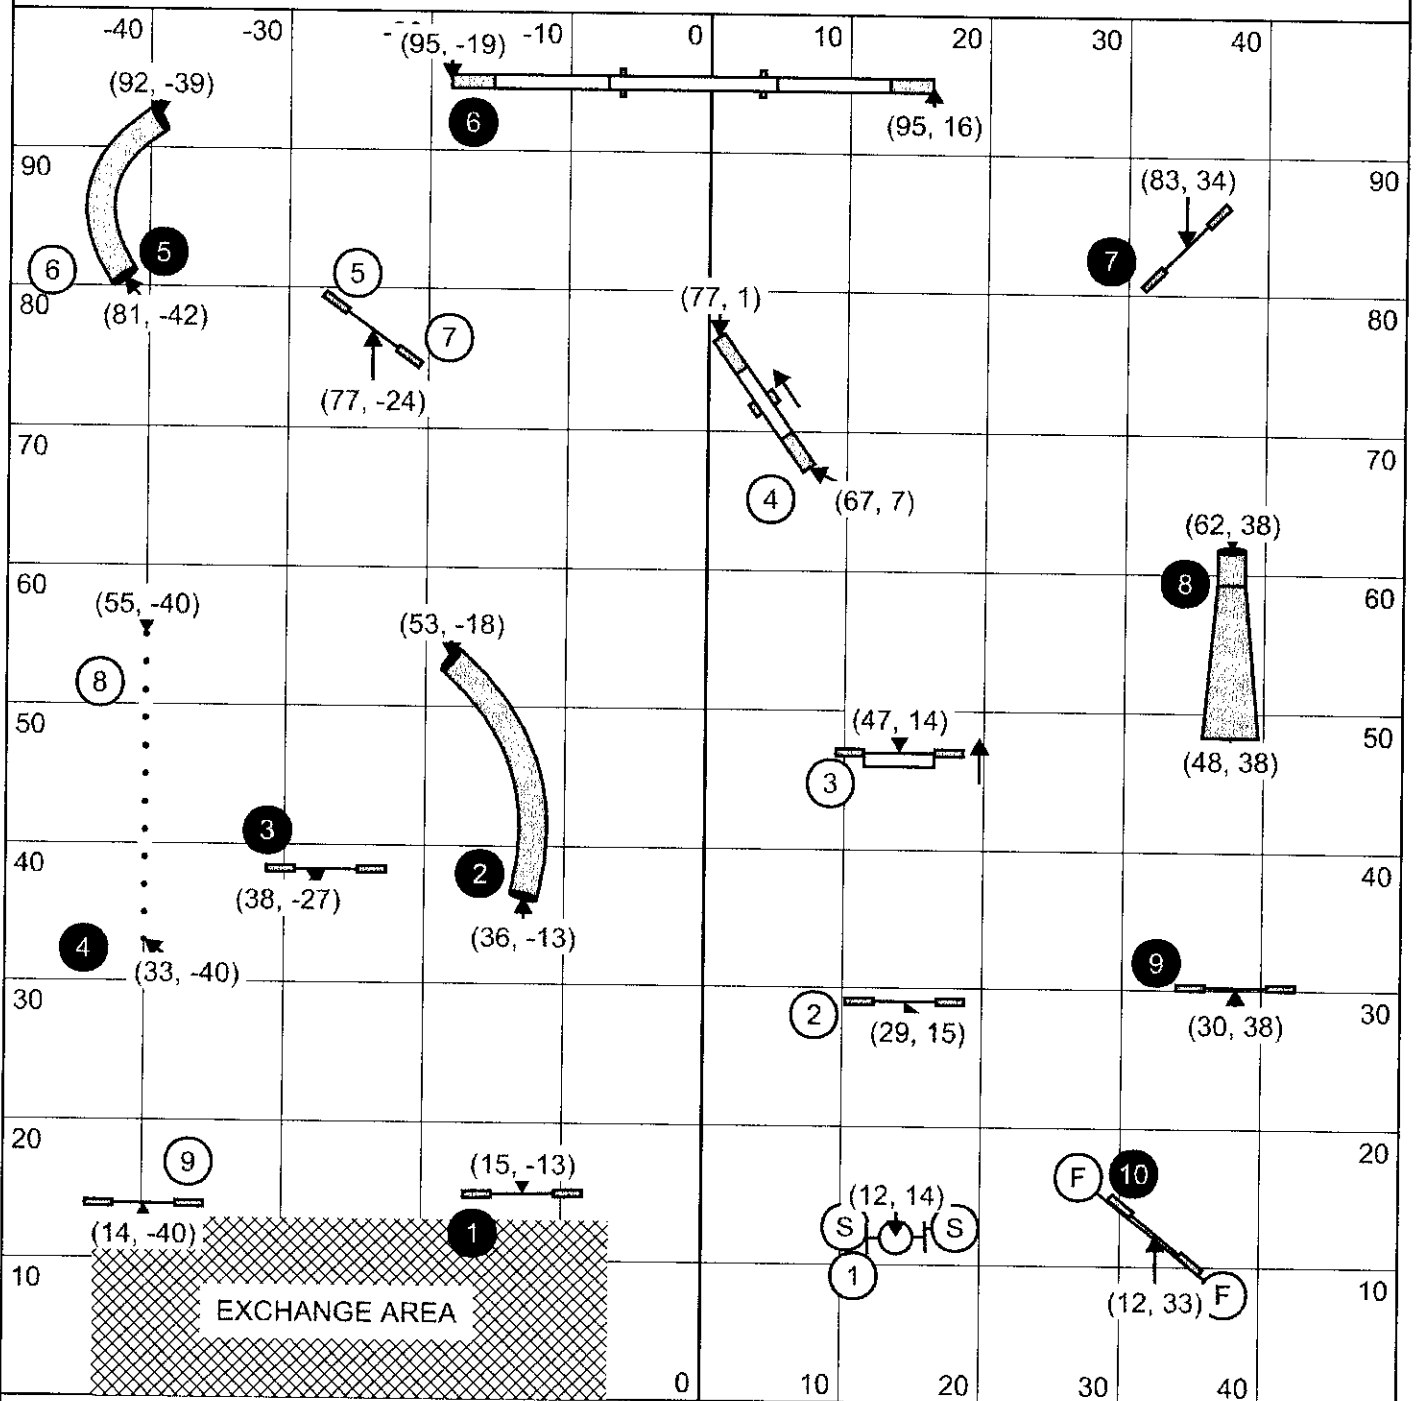 -40 -30 -10 0 10 20 30 40
(95, -19)
(92, -39)
6
(95, 16)
90 90
(83, 34)
5 7
6 5
80 (77, 1) 80
(81, -42) 7
(77, -24)
70 70
4 (67, 7)
(62, 38)
60 8 60
(55, -40)
(53, -18)
8
50 (47, 14) 50
3 (48, 38)
3
40 2 40
(38, -27)
(36, -13)
4 9
(33, -40)
30 2 30
(29, 15) (30, 38)
20 20
9 (15, -13) F 10
(12, 14)
(14, -40) 1 S S
10 1 10
EXCHANGE AREA (12, 33) F
0 10 20 30 40